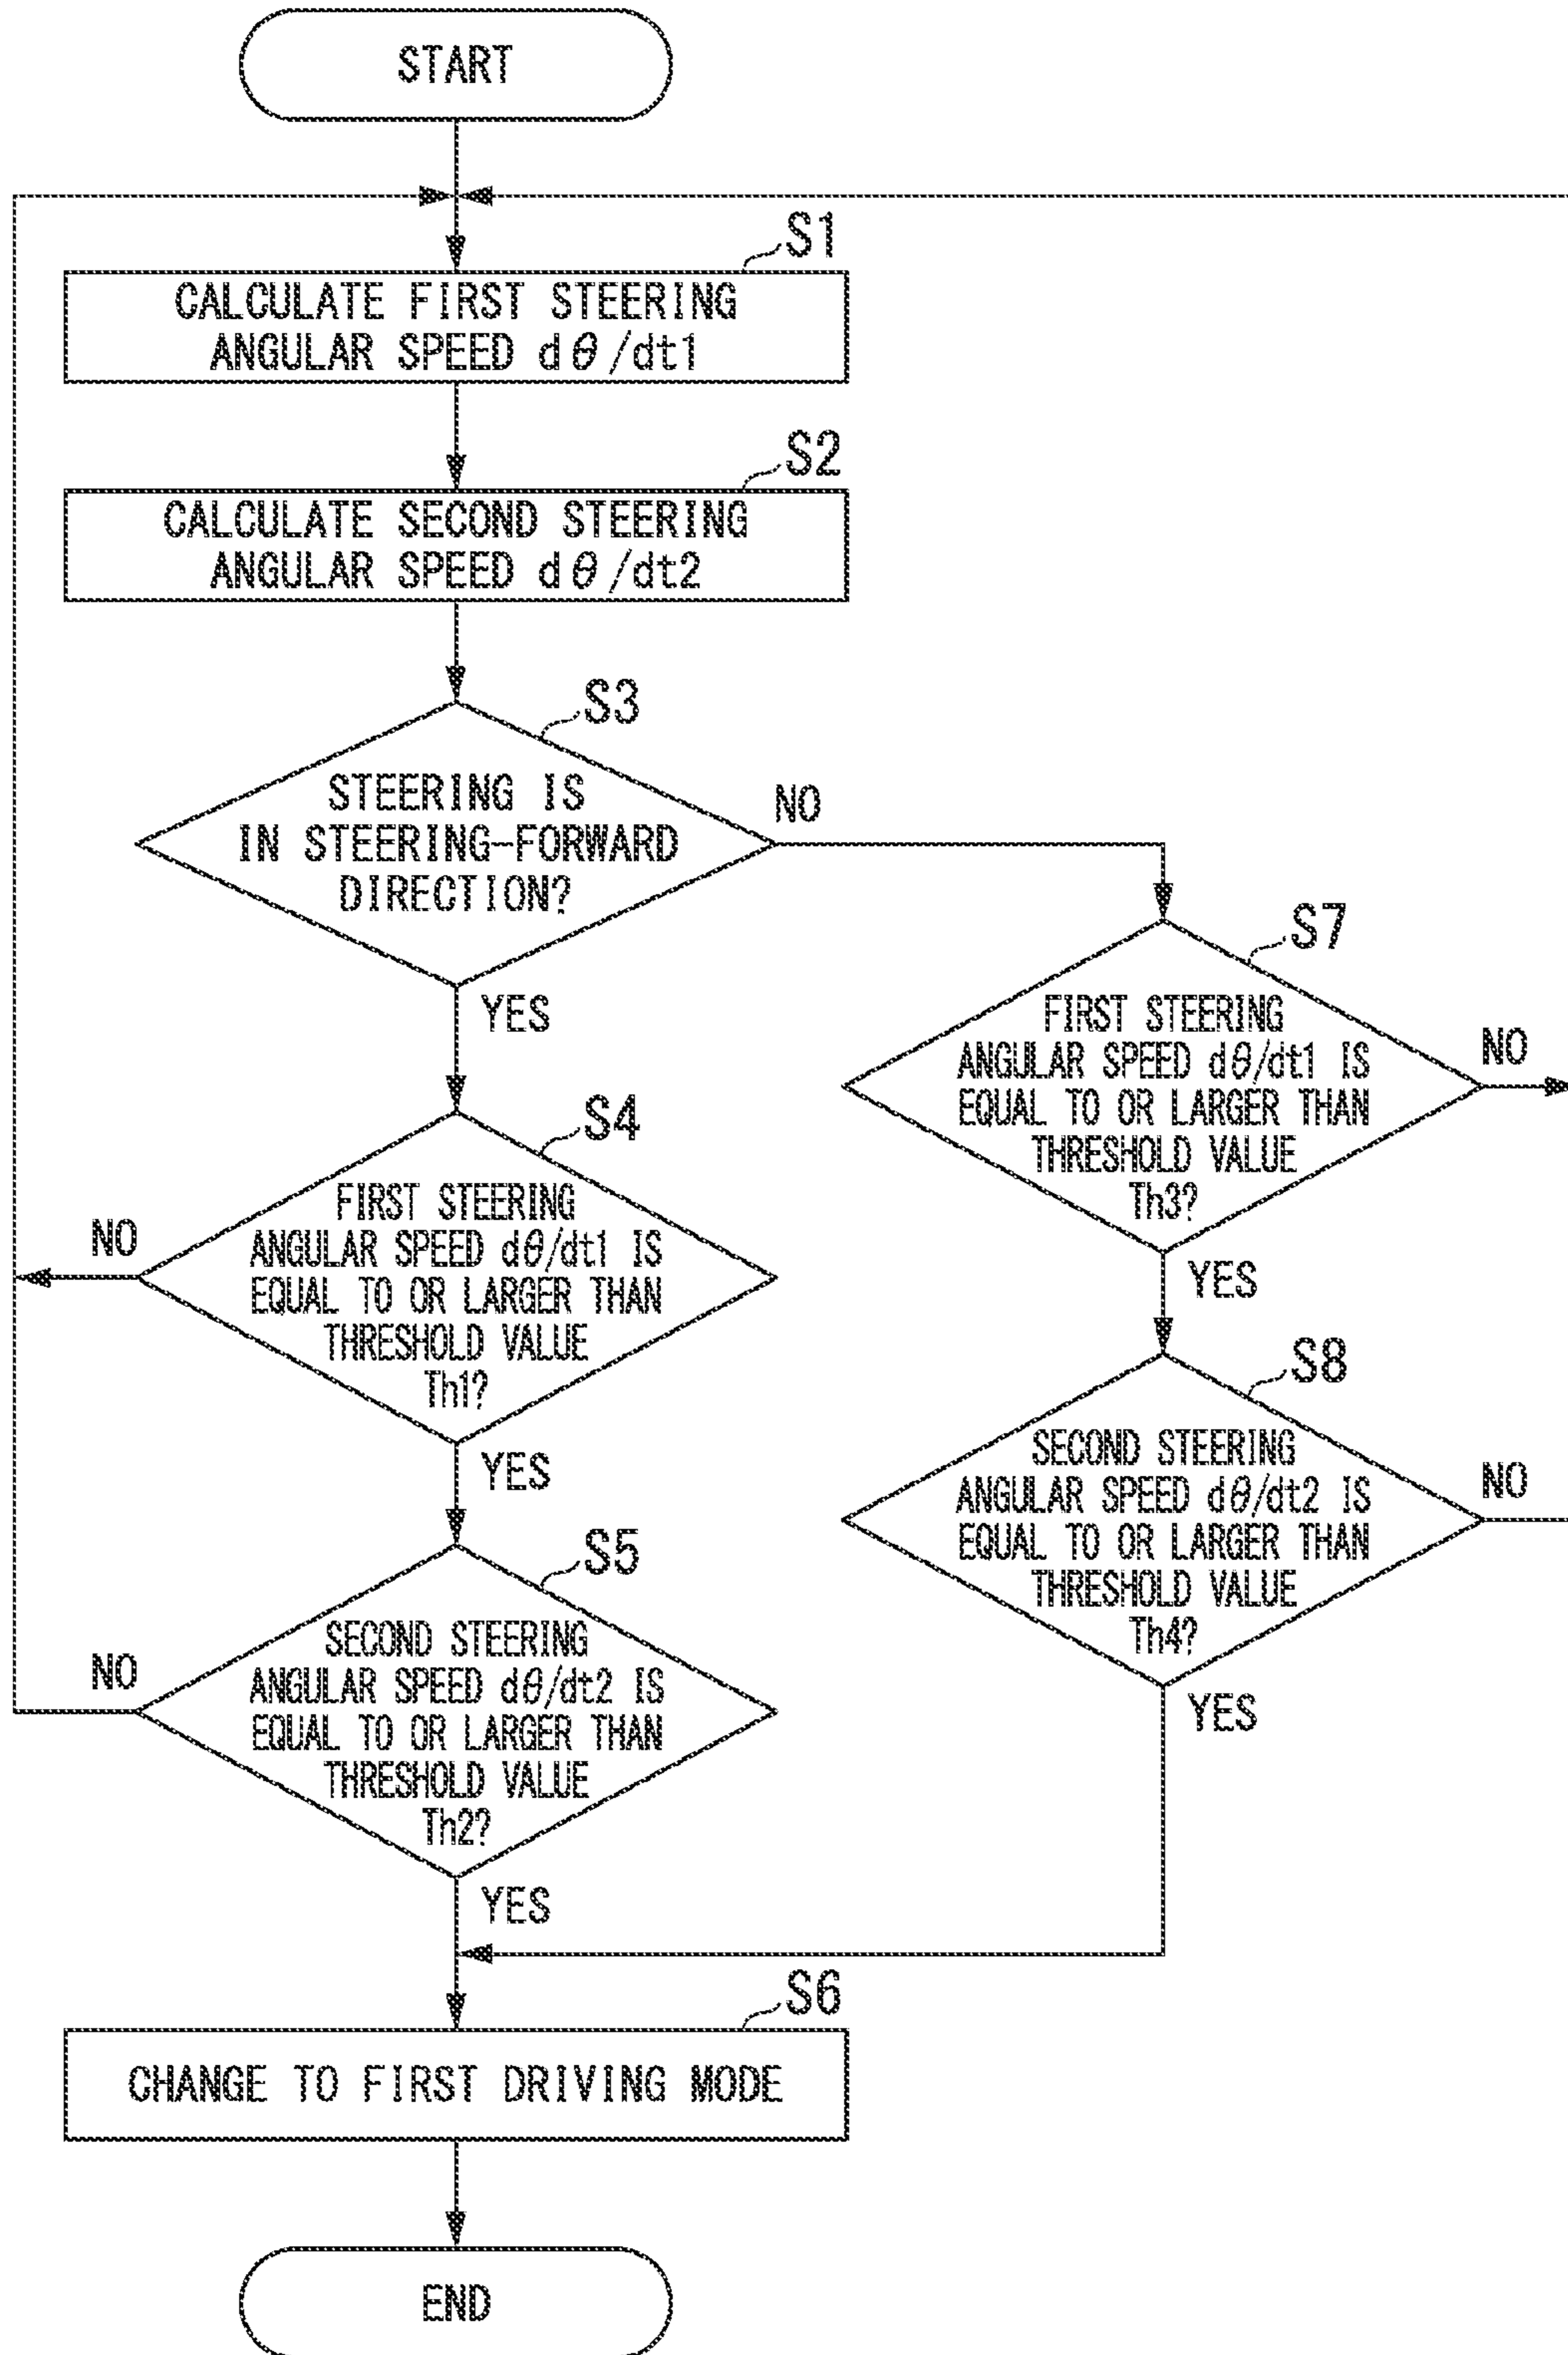 START
S1
CALCULATE FIRST STEERING
ANGULAR SPEED dθ/dt1
S2
CALCULATE SECOND STEERING
ANGULAR SPEED dθ/dt2
S3
STEERING IS
IN STEERING-FORWARD
DIRECTION?
NO
YES
S4
FIRST STEERING
ANGULAR SPEED dθ/dt1 IS
EQUAL TO OR LARGER THAN
THRESHOLD VALUE
Th1?
NO
YES
S5
SECOND STEERING
ANGULAR SPEED dθ/dt2 IS
EQUAL TO OR LARGER THAN
THRESHOLD VALUE
Th2?
NO
YES
S7
FIRST STEERING
ANGULAR SPEED dθ/dt1 IS
EQUAL TO OR LARGER THAN
THRESHOLD VALUE
Th3?
NO
YES
S8
SECOND STEERING
ANGULAR SPEED dθ/dt2 IS
EQUAL TO OR LARGER THAN
THRESHOLD VALUE
Th4?
NO
YES
S6
CHANGE TO FIRST DRIVING MODE
END